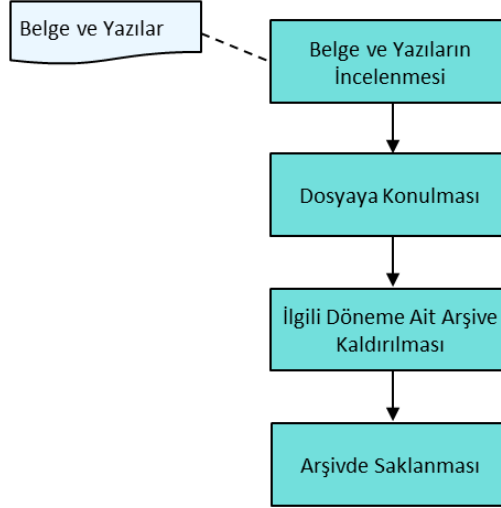 Belge ve Yazılar
Belge ve Yazıların
İncelenmesi
Dosyaya Konulması
İlgili Döneme Ait Arşive
Kaldırılması
Arşivde Saklanması